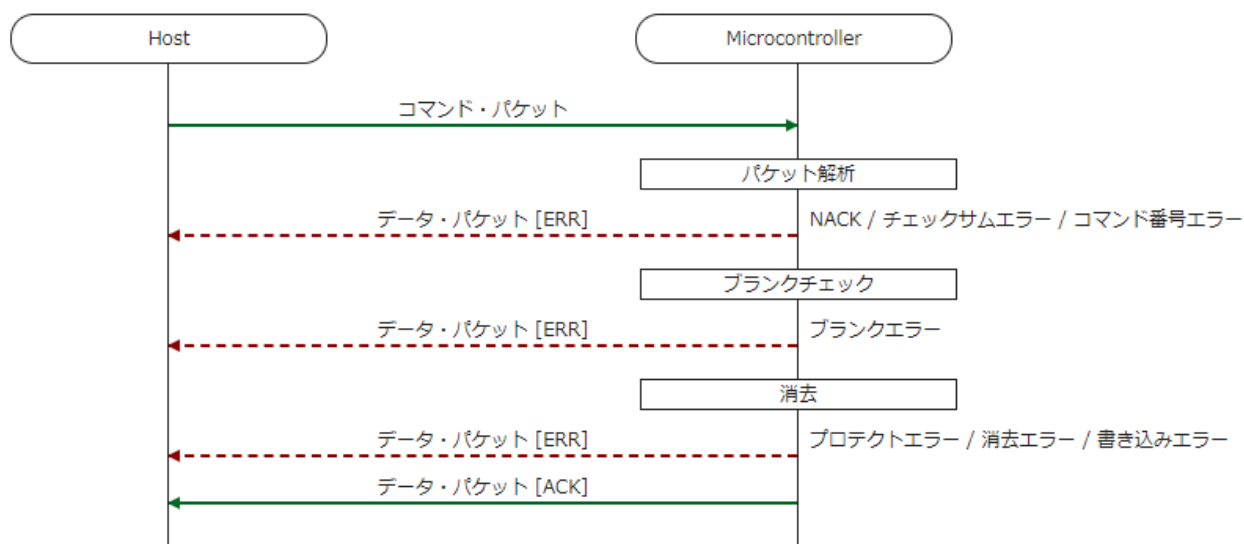 Host
Microcontroller
コマンド・パケット
パケット解析
データ・パケット [ERR]
NACK / チェックサムエラー / コマンド番号エラー
ブランクチェック
データ・パケット [ERR]
ブランクエラー
消去
データ・パケット [ERR]
プロテクトエラー / 消去エラー / 書き込みエラー
データ・パケット [ACK]